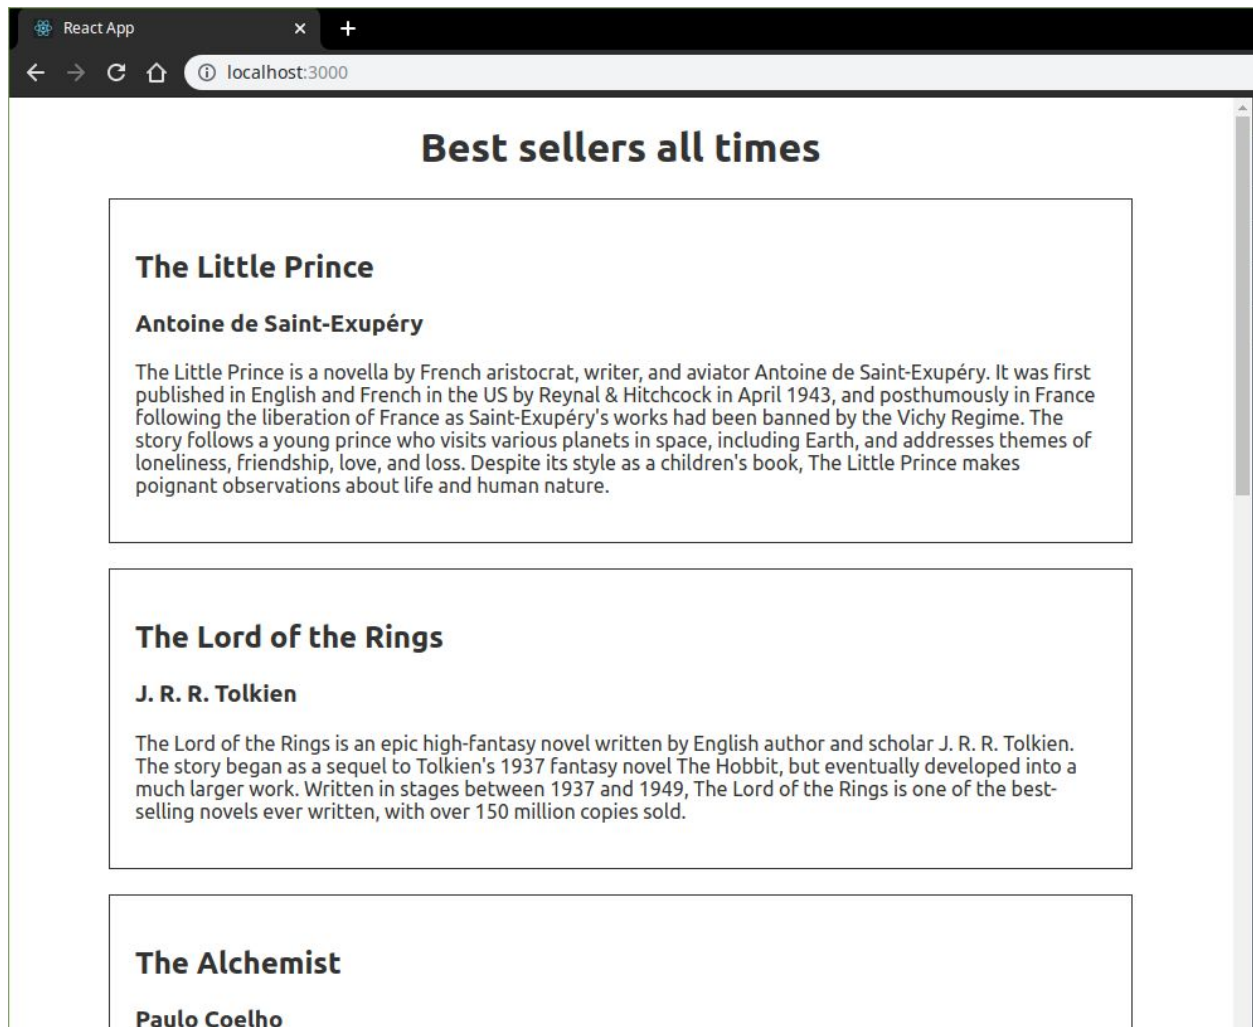 React App
localhost:3000
Best sellers all times
The Little Prince
Antoine de Saint-Exupéry
The Little Prince is a novella by French aristocrat, writer, and aviator Antoine de Saint-Exupéry. It was first
published in English and French in the US by Reynal & Hitchcock in April 1943, and posthumously in France
following the liberation of France as Saint-Exupéry's works had been banned by the Vichy Regime. The
story follows a young prince who visits various planets in space, including Earth, and addresses themes of
loneliness, friendship, love, and loss. Despite its style as a children's book, The Little Prince makes
poignant observations about life and human nature.
The Lord of the Rings
J. R. R. Tolkien
The Lord of the Rings is an epic high-fantasy novel written by English author and scholar J. R. R. Tolkien.
The story began as a sequel to Tolkien's 1937 fantasy novel The Hobbit, but eventually developed into a
much larger work. Written in stages between 1937 and 1949, The Lord of the Rings is one of the best-
selling novels ever written, with over 150 million copies sold.
The Alchemist
Paulo Coelho